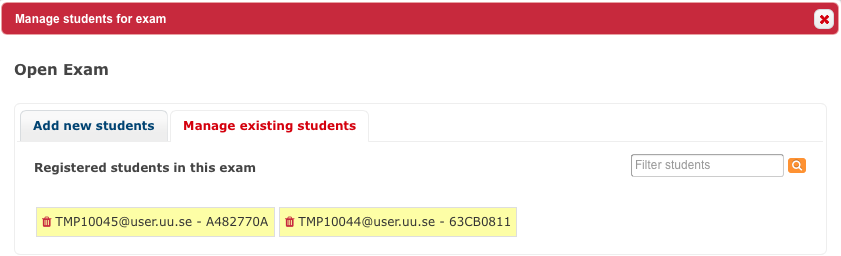 Manage students for exam
Open Exam
Add new students Manage existing students
Registered students in this exam Filter students
TMP10045@user.uu.se - A482770A TMP10044@user.uu.se - 63CB0811